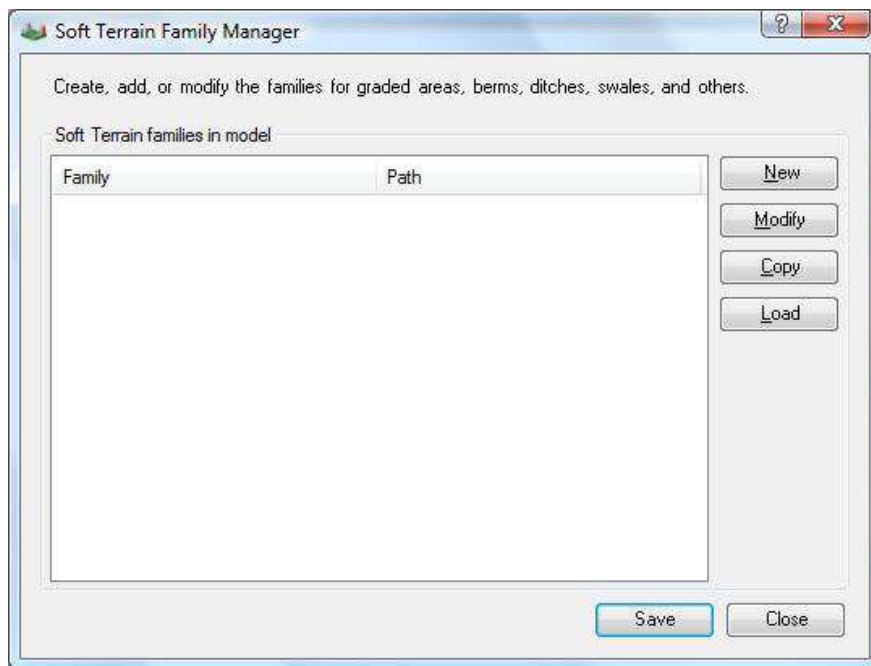 Soft Terrain Family Manager
?
Create, add, or modify the families for graded areas, berms, ditches, swales, and others.
Soft Terrain families in model
Family Path
New
Modify
Copy
Load
Save Close